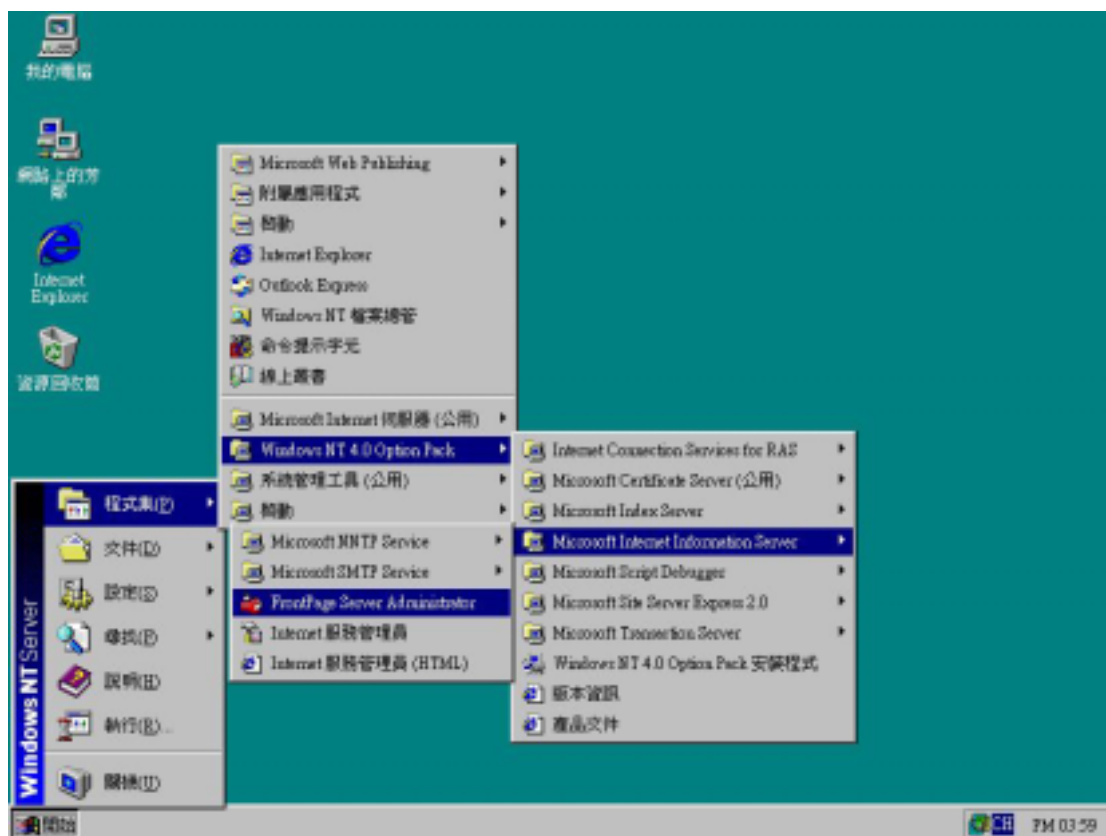 我的電腦
網路上的芳
鄰
Internet
Explorer
資源回收筒
Microsoft Web Publishing
附屬應用程式
啟動
Internet Explorer
Outlook Express
Windows NT 檔案總管
命令提示字元
線上叢書
Microsoft Internet 伺服器 (公用)
Windows NT 4.0 Option Pack
系統管理工具 (公用)
啟動
Internet Connection Services for RAS
Microsoft Certificate Server (公用)
Microsoft Index Server
Microsoft Internet Information Server
Microsoft Script Debugger
Microsoft Site Server Express 2.0
Microsoft Transaction Server
Windows NT 4.0 Option Pack 安裝程式
版本資訊
產品文件
Microsoft NNTP Service
Microsoft SMTP Service
FrontPage Server Administrator
Internet 服務管理員
Internet 服務管理員 (HTML)
程式集(P)
文件(D)
設定(S)
尋找(F)
說明(H)
執行(R)...
關機(U)
Windows NT Server
開始
CH
PM 03:59